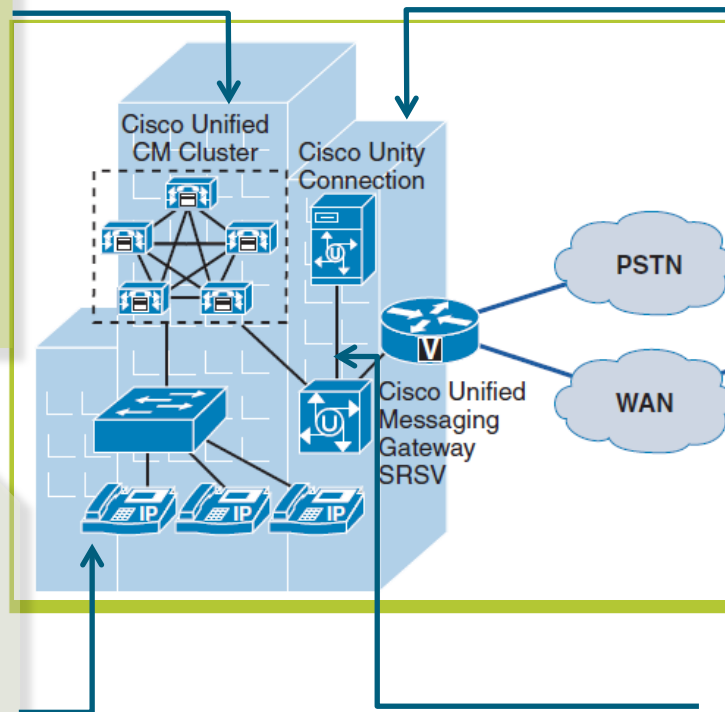 Cisco Unified
CM Cluster
Cisco Unity
Connection
U
PSTN
V
WAN
U
Cisco Unified
Messaging
Gateway
SRSV
IP
IP
IP